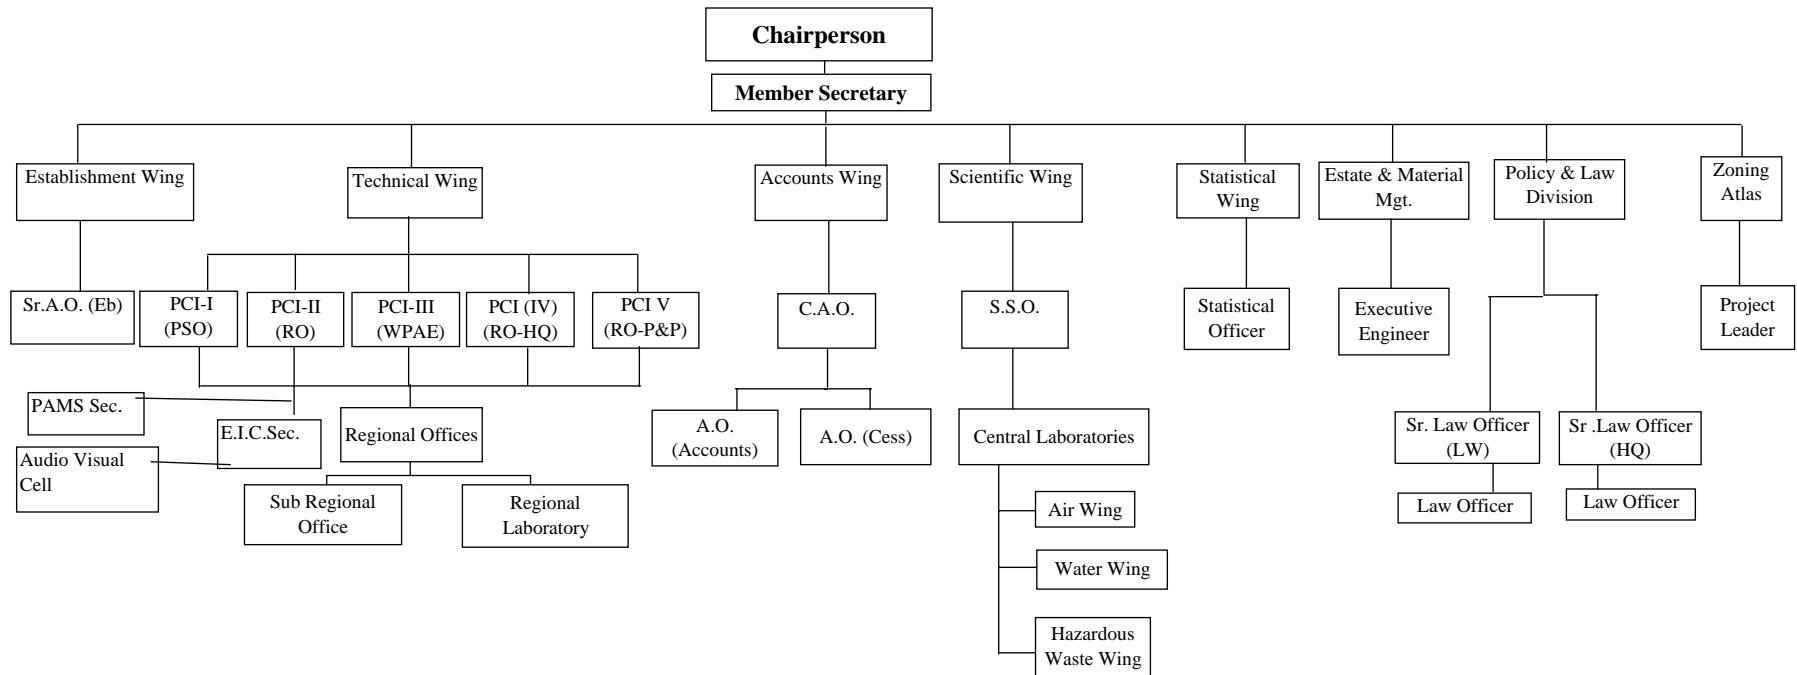 Chairperson
Member Secretary
Establishment Wing
Technical Wing
Accounts Wing
Scientific Wing
Statistical
Wing
Estate & Material
Mgt.
Policy & Law
Division
Zoning
Atlas
Sr.A.O. (Eb)
PCI-I
(PSO)
PCI-II
(RO)
PCI-III
(WPAE)
PCI (IV)
(RO-HQ)
PCI V
(RO-P&P)
C.A.O.
S.S.O.
Statistical
Officer
Executive
Engineer
Project
Leader
PAMS Sec.
E.I.C.Sec.
Regional Offices
A.O.
(Accounts)
A.O. (Cess)
Central Laboratories
Sr. Law Officer
(LW)
Sr .Law Officer
(HQ)
Audio Visual
Cell
Sub Regional
Office
Regional
Laboratory
Air Wing
Law Officer
Law Officer
Water Wing
Hazardous
Waste Wing